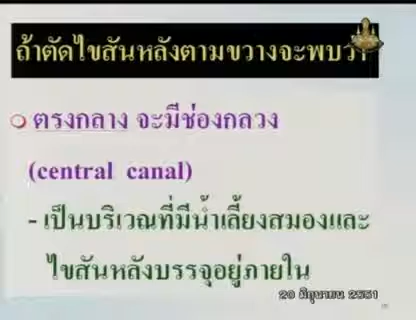 ถ้าตัดไขสันหลังตามขวางจะพบว่า
ตรงกลาง จะมีช่องกลวง
(central canal)
- เป็นบริเวณที่มีน้ำเลี้ยงสมองและ
ไขสันหลังบรรจุอยู่ภายใน
20 มิถุนายน 2551